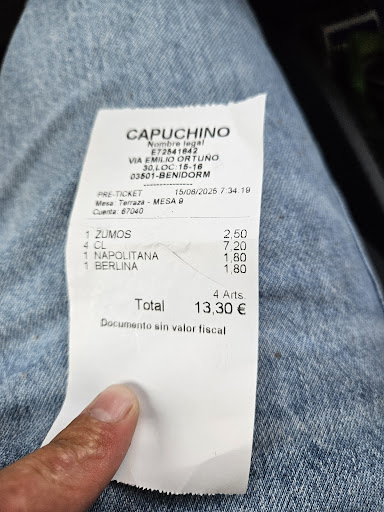 CAPUCHINO
Nombre legal
E72541642
VIA EMILIO ORTUÑO
30,LOC:15-16
03501-BENIDORM
PRE-TICKET 15/06/2025 7:34:19
Mesa: Terraza - MESA 9
Cuenta: 67040
1 ZUMOS 2,50
4 CL 7,20
1 NAPOLITANA 1,80
1 BERLINA 1,80
4 Arts.
Total 13,30 €
Documento sin valor fiscal